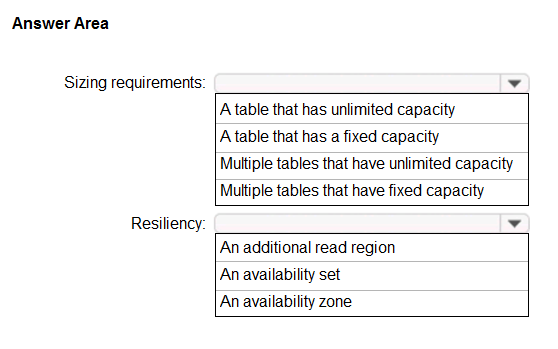 Answer Area
Sizing requirements:
A table that has unlimited capacity
A table that has a fixed capacity
Multiple tables that have unlimited capacity
Multiple tables that have fixed capacity
Resiliency:
An additional read region
An availability set
An availability zone